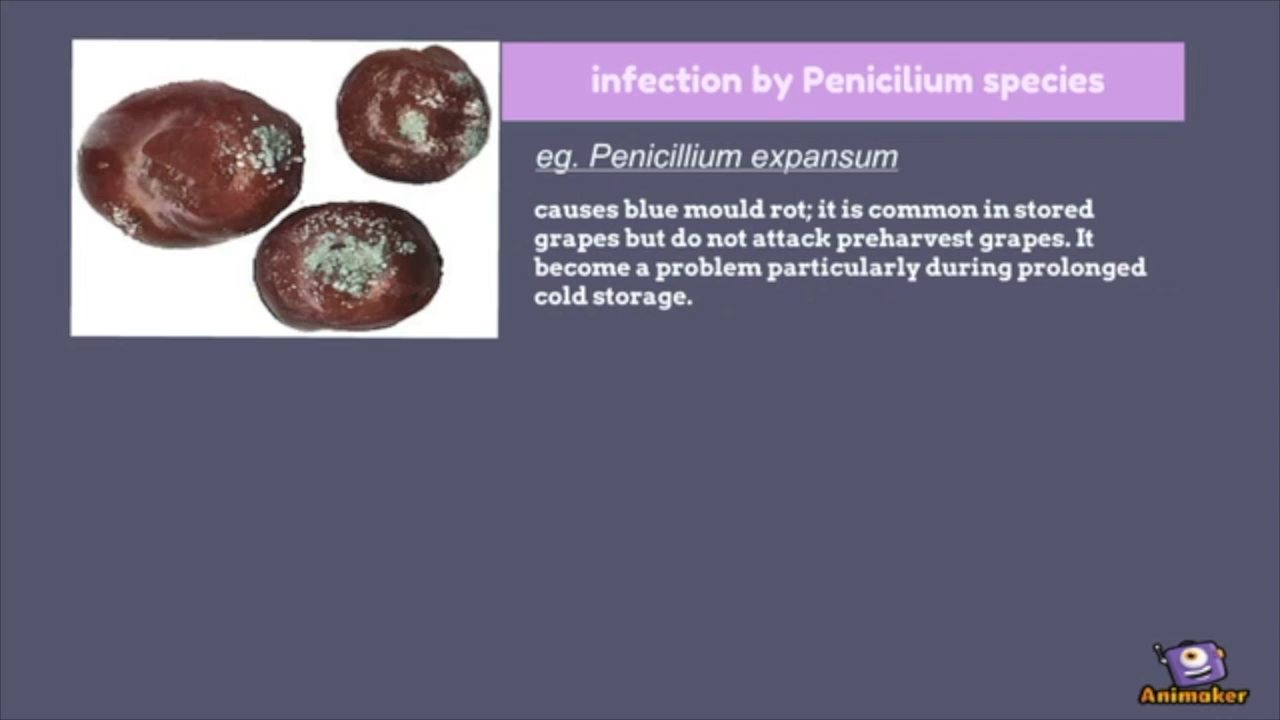 infection by Penicilium species
eg. Penicillium expansum
causes blue mould rot; it is common in stored
grapes but do not attack preharvest grapes. It
become a problem particularly during prolonged
cold storage.
Animaker